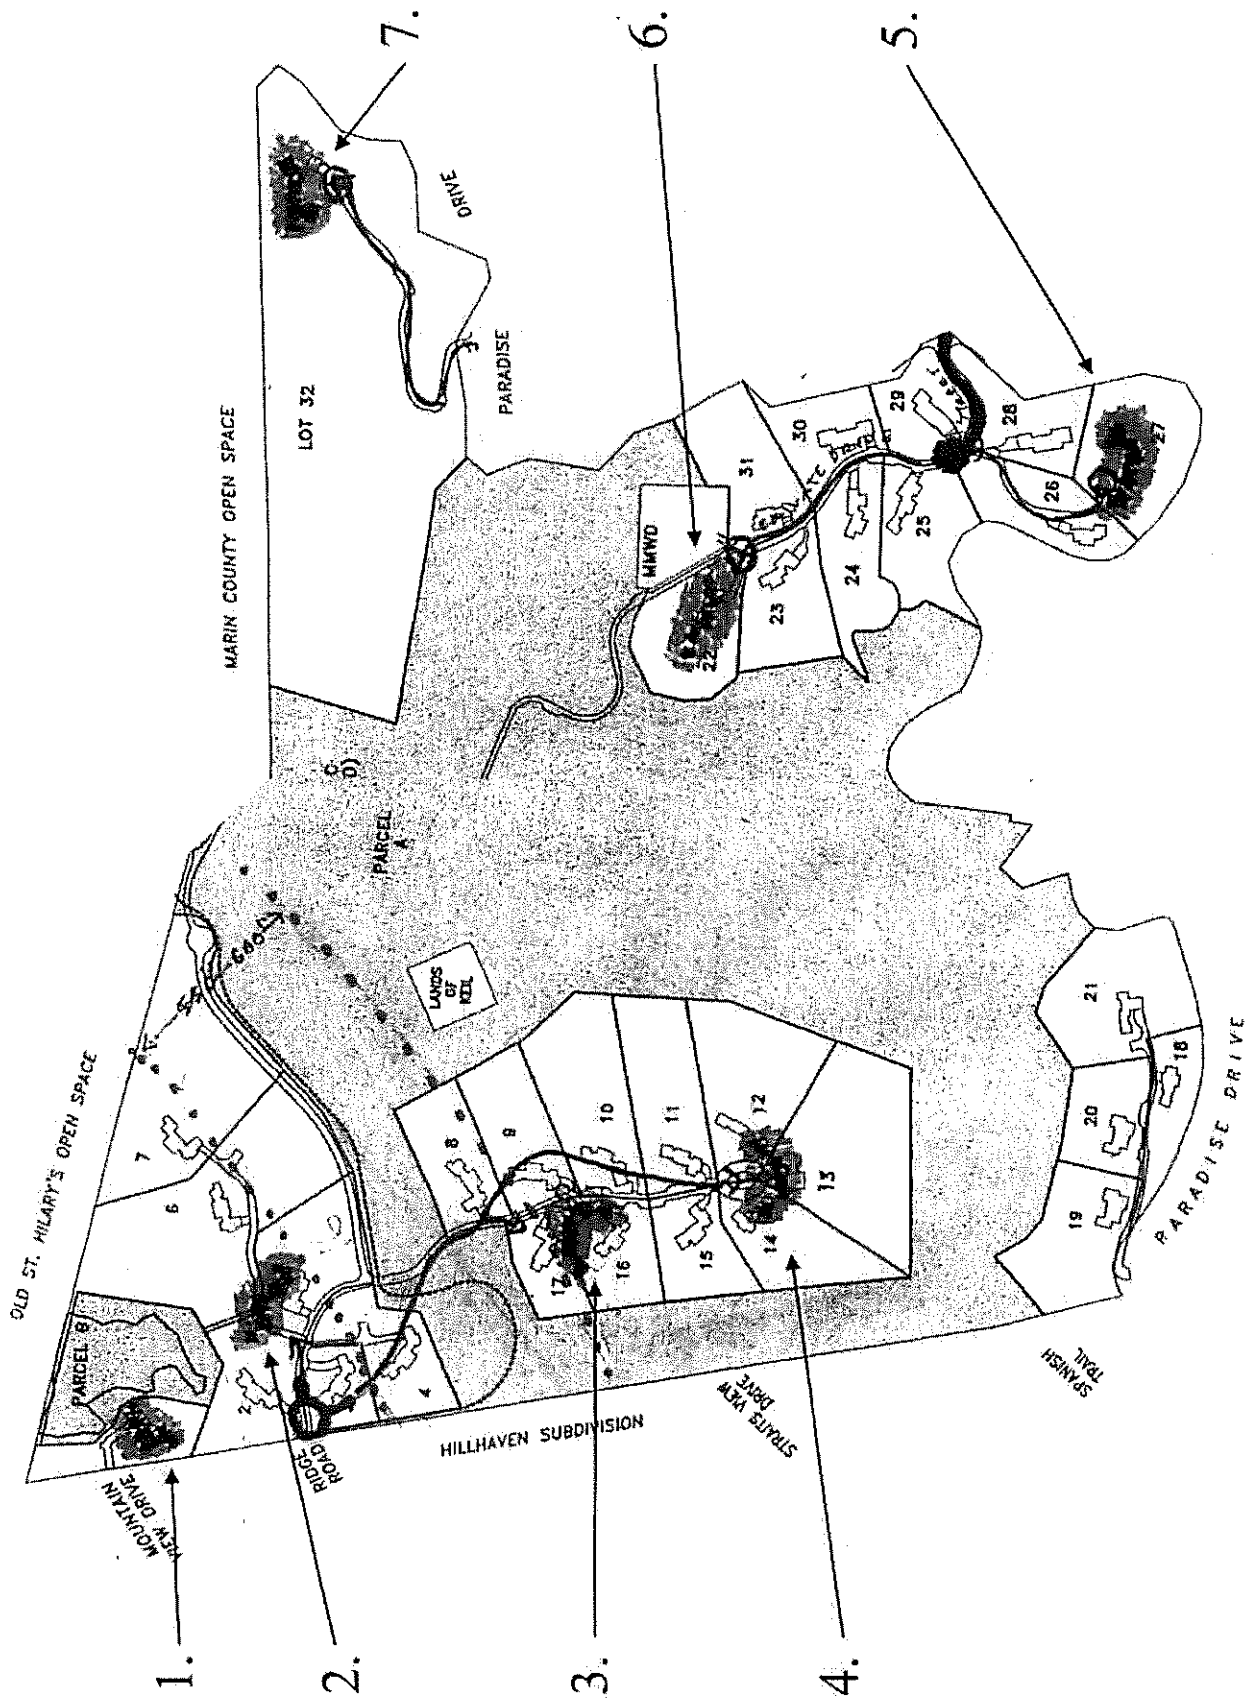 1.
2.
3.
4.
5.
6.
7.
OLD ST. HILARY'S OPEN SPACE
MARIN COUNTY OPEN SPACE
PARCEL B
MOUNTAIN
VIEW DRIVE
RIDGE
ROAD
HILLHAVEN SUBDIVISION
STRAITS VIEW
DRIVE
SPANISH
TRAIL
PARADISE DRIVE
PARADISE
DRIVE
LOT 32
PARCEL
A
LANDS
OF
KEIL
MMWD
2
4
6
7
8
9
10
11
12
13
14
15
16
17
18
19
20
21
22
23
24
25
26
27
28
29
30
31
600